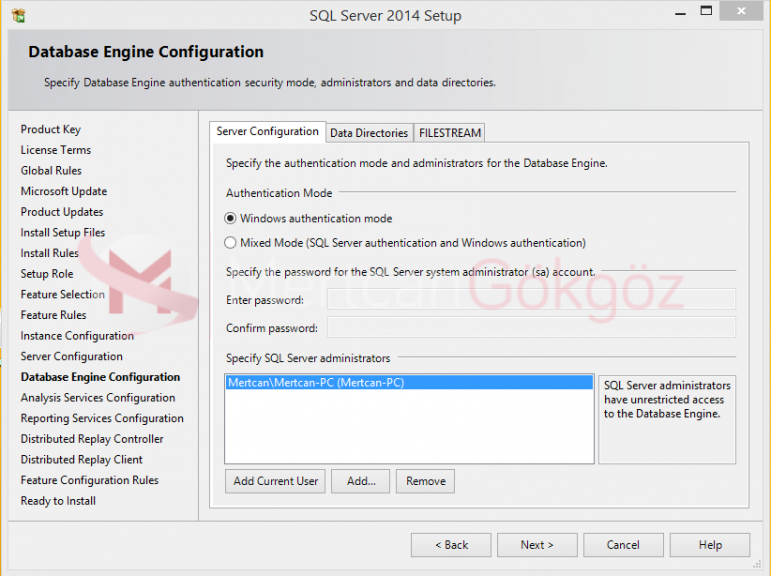 SQL Server 2014 Setup
Database Engine Configuration
Specify Database Engine authentication security mode, administrators and data directories.
Product Key
License Terms
Global Rules
Microsoft Update
Product Updates
Install Setup Files
Install Rules
Setup Role
Feature Selection
Feature Rules
Instance Configuration
Server Configuration
Database Engine Configuration
Analysis Services Configuration
Reporting Services Configuration
Distributed Replay Controller
Distributed Replay Client
Feature Configuration Rules
Ready to Install
Server Configuration Data Directories FILESTREAM
Specify the authentication mode and administrators for the Database Engine.
Authentication Mode
Windows authentication mode
Mixed Mode (SQL Server authentication and Windows authentication)
Specify the password for the SQL Server system administrator (sa) account.
MertcanGökgöz
Enter password:
Confirm password:
Specify SQL Server administrators
Mertcan\Mertcan-PC (Mertcan-PC)
SQL Server administrators
have unrestricted access
to the Database Engine.
Add Current User Add... Remove
< Back Next > Cancel Help